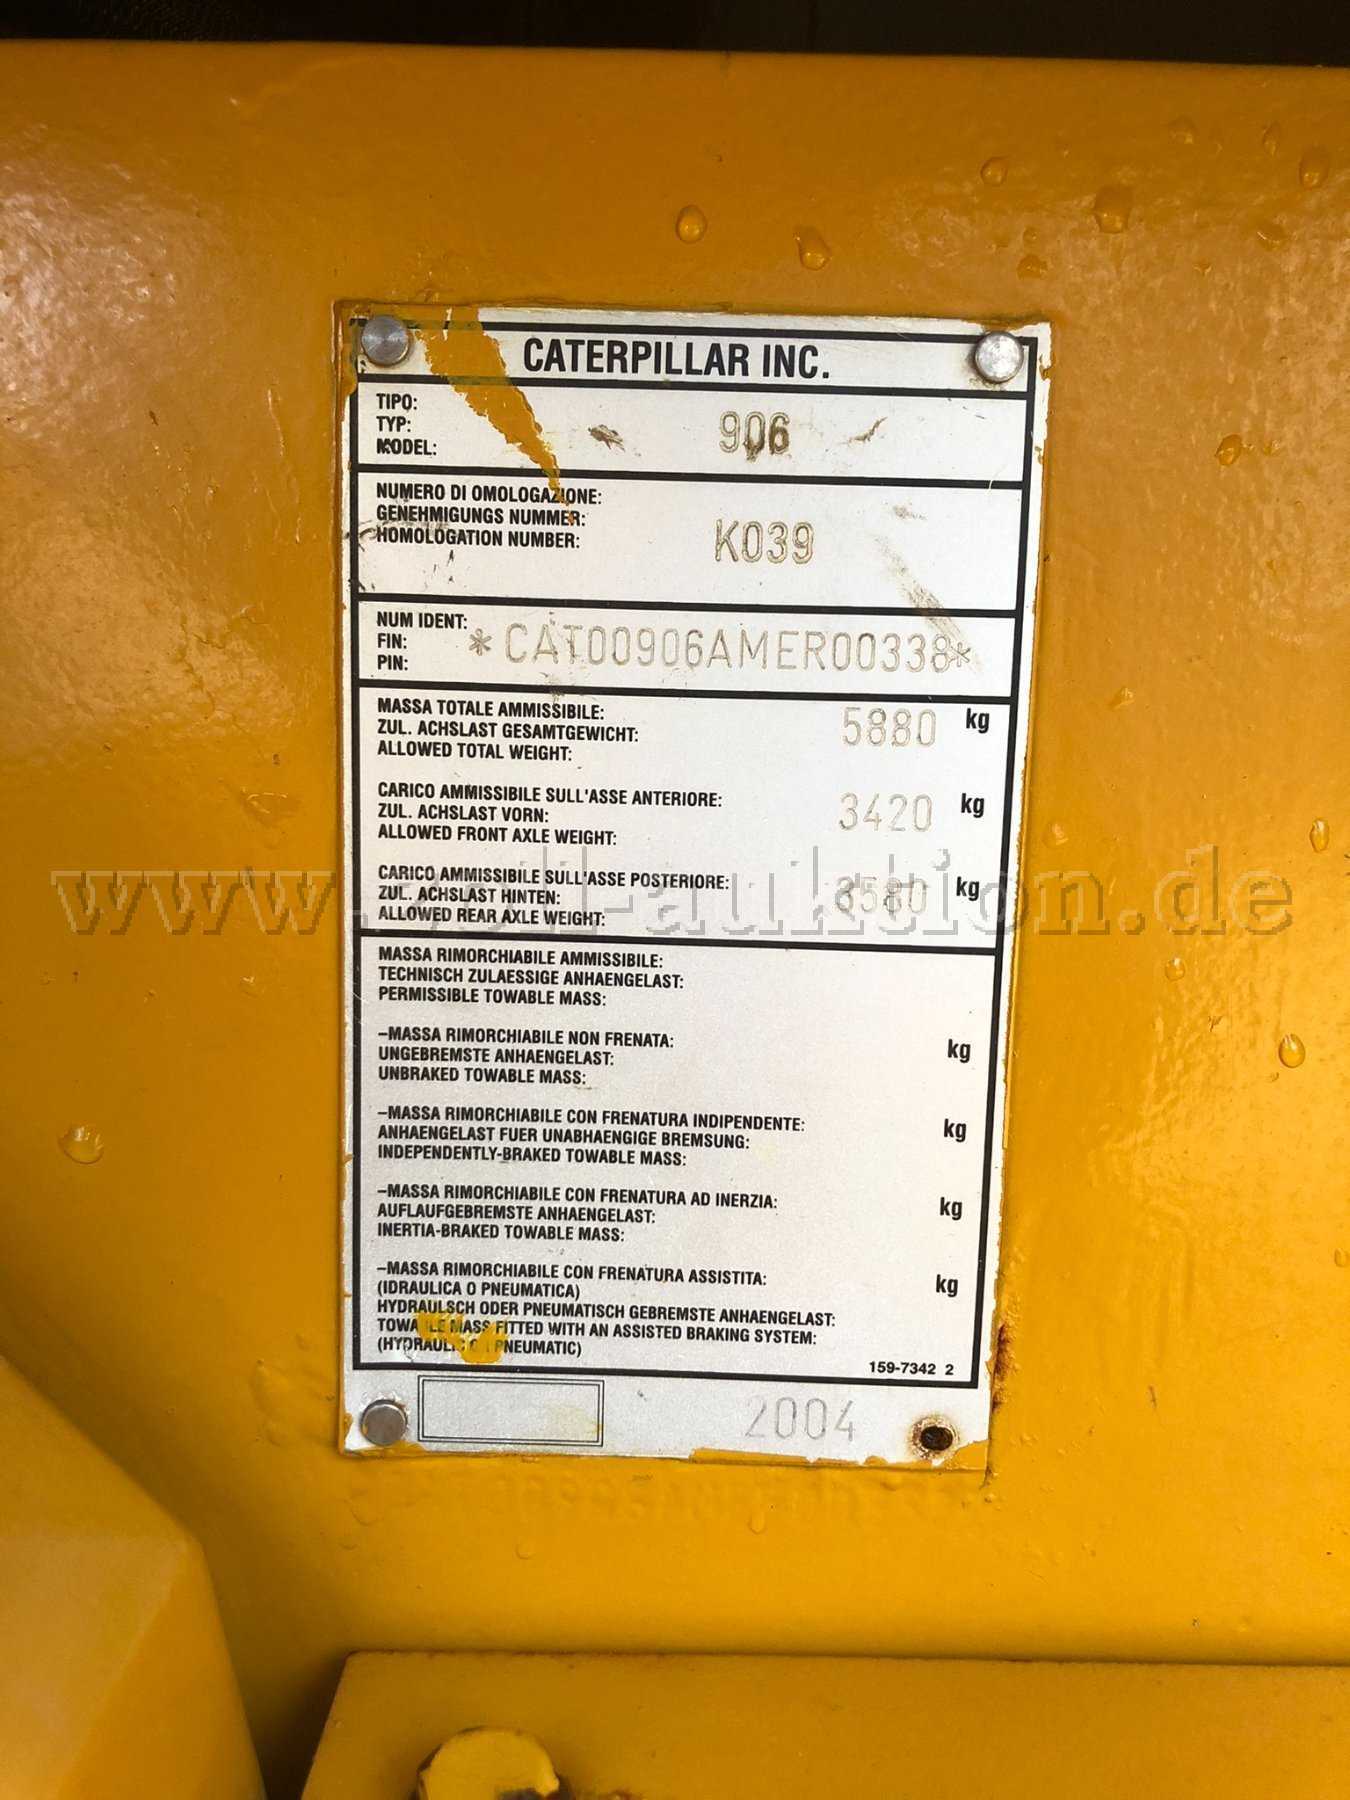 CATERPILLAR INC.
TIPO:
TYP:
MODEL:
906
NUMERO DI OMOLOGAZIONE:
GENEHMIGUNGS NUMMER:
HOMOLOGATION NUMBER:
K039
NUM IDENT:
FIN:
PIN:
*CAT00906AMER00338*
MASSA TOTALE AMMISSIBILE:
ZUL. ACHSLAST GESAMTGEWICHT:
ALLOWED TOTAL WEIGHT:
5880 kg
CARICO AMMISSIBILE SULL'ASSE ANTERIORE:
ZUL. ACHSLAST VORN:
ALLOWED FRONT AXLE WEIGHT:
3420 kg
CARICO AMMISSIBILE SULL'ASSE POSTERIORE:
ZUL. ACHSLAST HINTEN:
ALLOWED REAR AXLE WEIGHT:
3580 kg
MASSA RIMORCHIABILE AMMISSIBILE:
TECHNISCH ZULAESSIGE ANHAENGELAST:
PERMISSIBLE TOWABLE MASS:
–MASSA RIMORCHIABILE NON FRENATA:
UNGEBREMSTE ANHAENGELAST:
UNBRAKED TOWABLE MASS:
kg
–MASSA RIMORCHIABILE CON FRENATURA INDIPENDENTE:
ANHAENGELAST FUER UNABHAENGIGE BREMSUNG:
INDEPENDENTLY-BRAKED TOWABLE MASS:
kg
–MASSA RIMORCHIABILE CON FRENATURA AD INERZIA:
AUFLAUFGEBREMSTE ANHAENGELAST:
INERTIA-BRAKED TOWABLE MASS:
kg
–MASSA RIMORCHIABILE CON FRENATURA ASSISTITA:
(IDRAULICA O PNEUMATICA)
HYDRAULSCH ODER PNEUMATISCH GEBREMSTE ANHAENGELAST:
TOWABLE MASS FITTED WITH AN ASSISTED BRAKING SYSTEM:
(HYDRAULIC OR PNEUMATIC)
kg
159-7342 2
2004